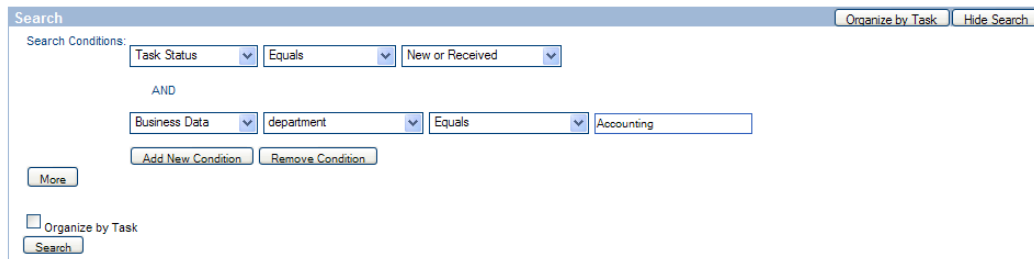 Search Organize by Task Hide Search
Search Conditions:
Task Status Equals New or Received
AND
Business Data department Equals Accounting
Add New Condition Remove Condition
More
Organize by Task
Search